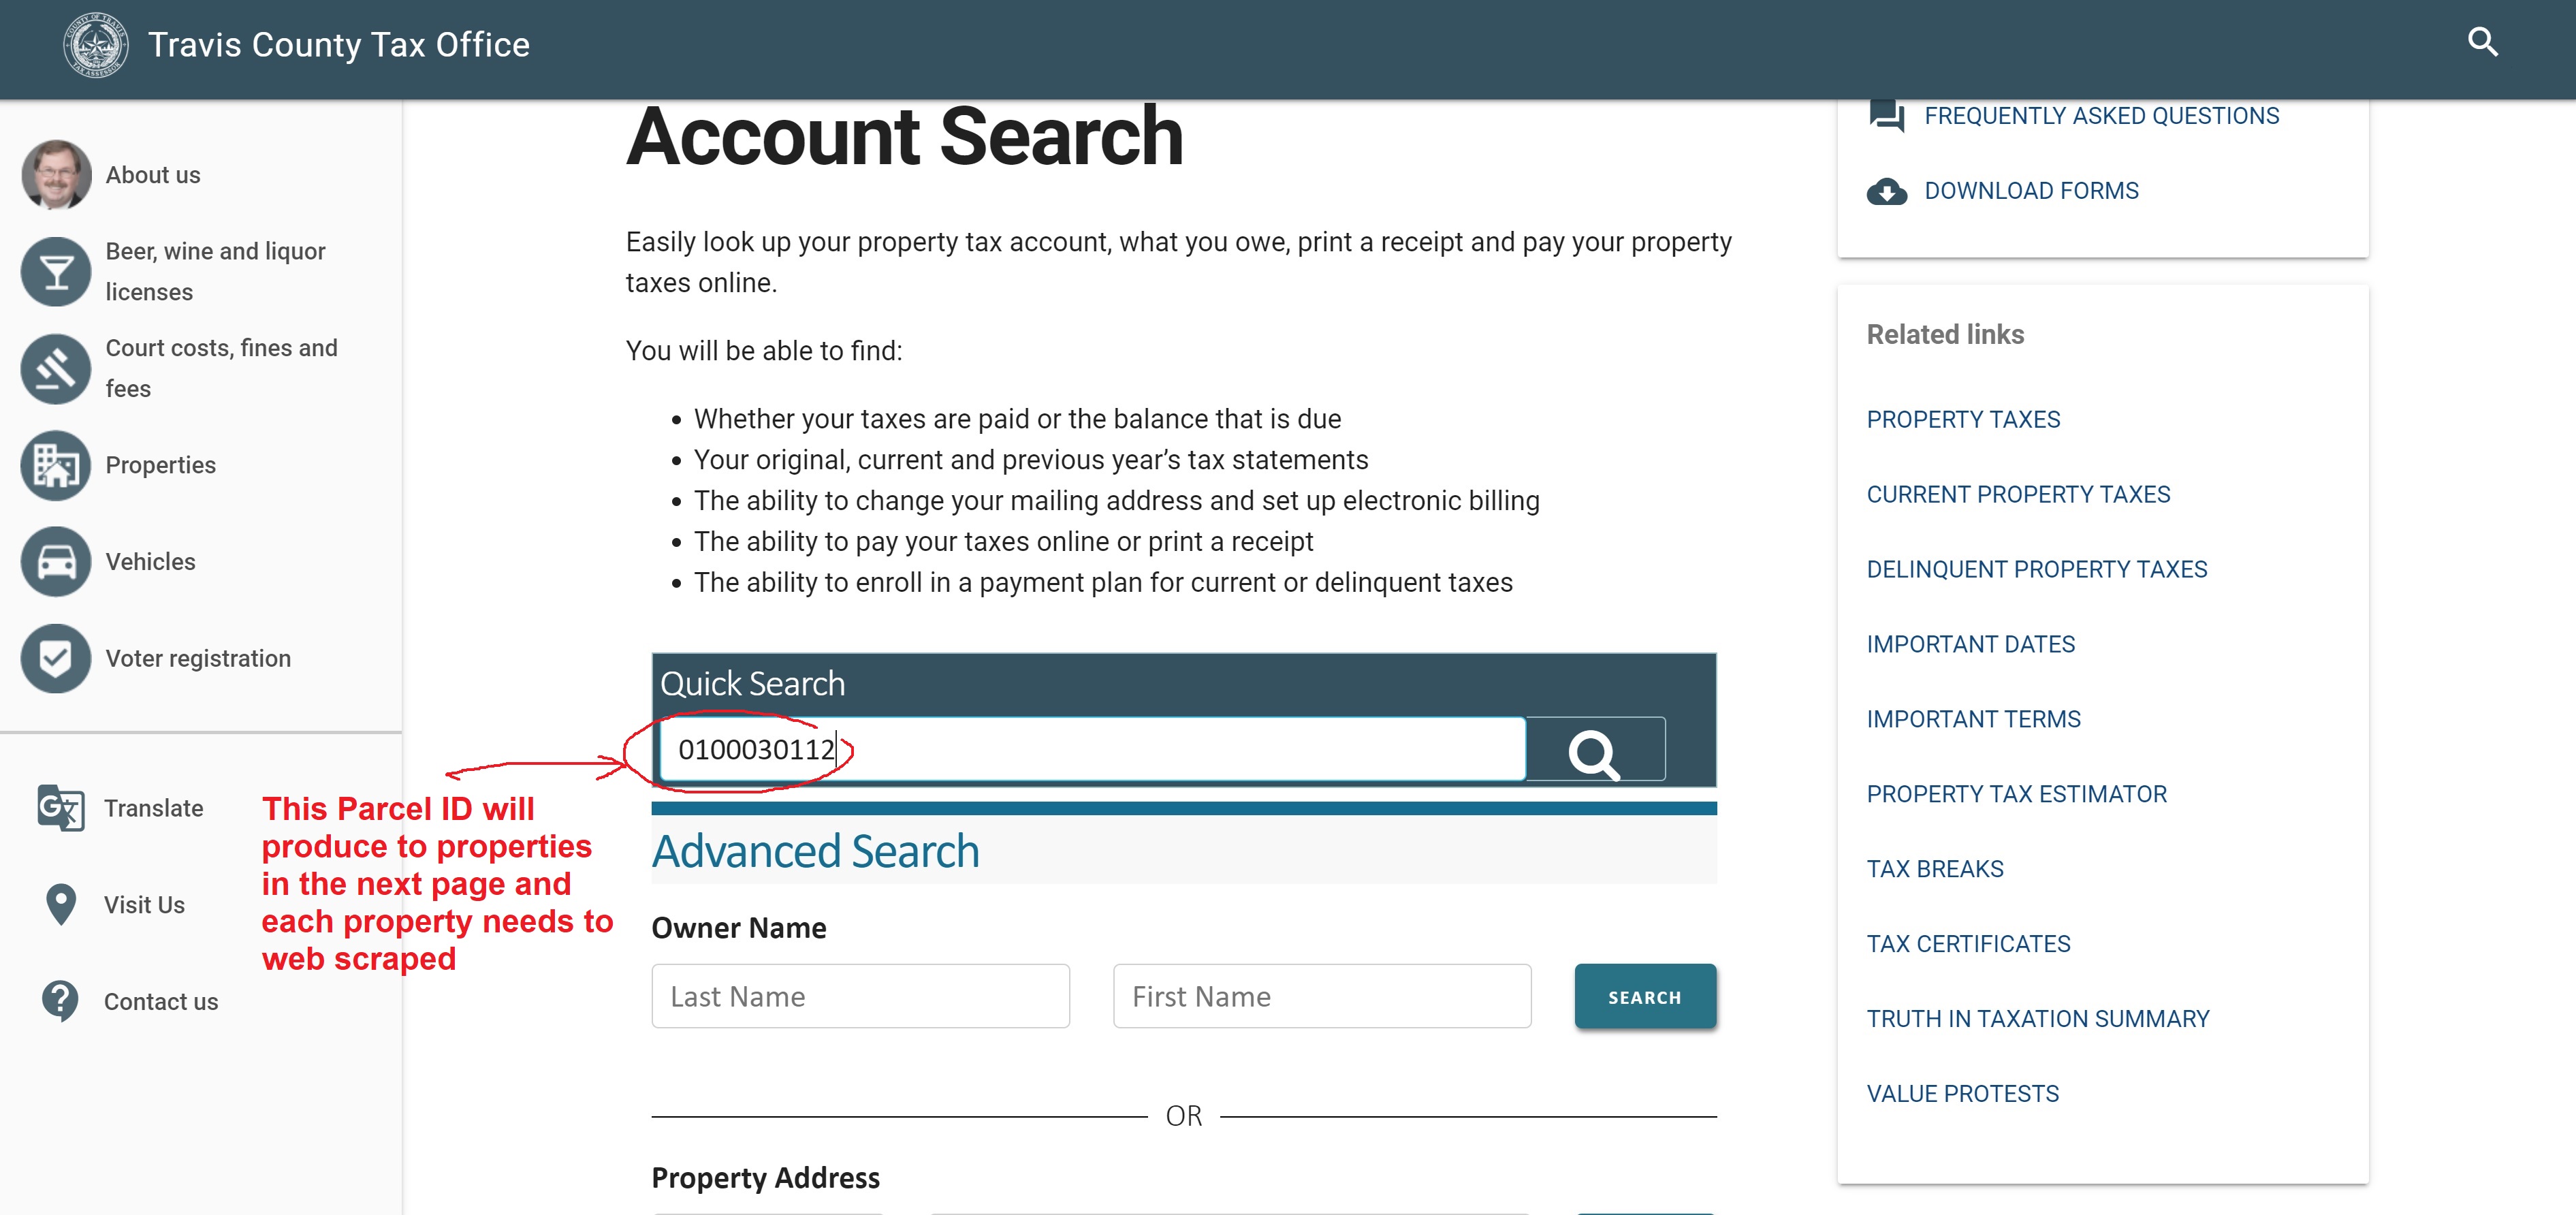 Travis County Tax Office
About us
Beer, wine and liquor
licenses
Court costs, fines and
fees
Properties
Vehicles
Voter registration
Translate
Visit Us
Contact us
This Parcel ID will
produce to properties
in the next page and
each property needs to
web scraped
Account Search
Easily look up your property tax account, what you owe, print a receipt and pay your property
taxes online.
You will be able to find:
• Whether your taxes are paid or the balance that is due
• Your original, current and previous year’s tax statements
• The ability to change your mailing address and set up electronic billing
• The ability to pay your taxes online or print a receipt
• The ability to enroll in a payment plan for current or delinquent taxes
Quick Search
0100030112
Advanced Search
Owner Name
Last Name
First Name
SEARCH
OR
Property Address
FREQUENTLY ASKED QUESTIONS
DOWNLOAD FORMS
Related links
PROPERTY TAXES
CURRENT PROPERTY TAXES
DELINQUENT PROPERTY TAXES
IMPORTANT DATES
IMPORTANT TERMS
PROPERTY TAX ESTIMATOR
TAX BREAKS
TAX CERTIFICATES
TRUTH IN TAXATION SUMMARY
VALUE PROTESTS